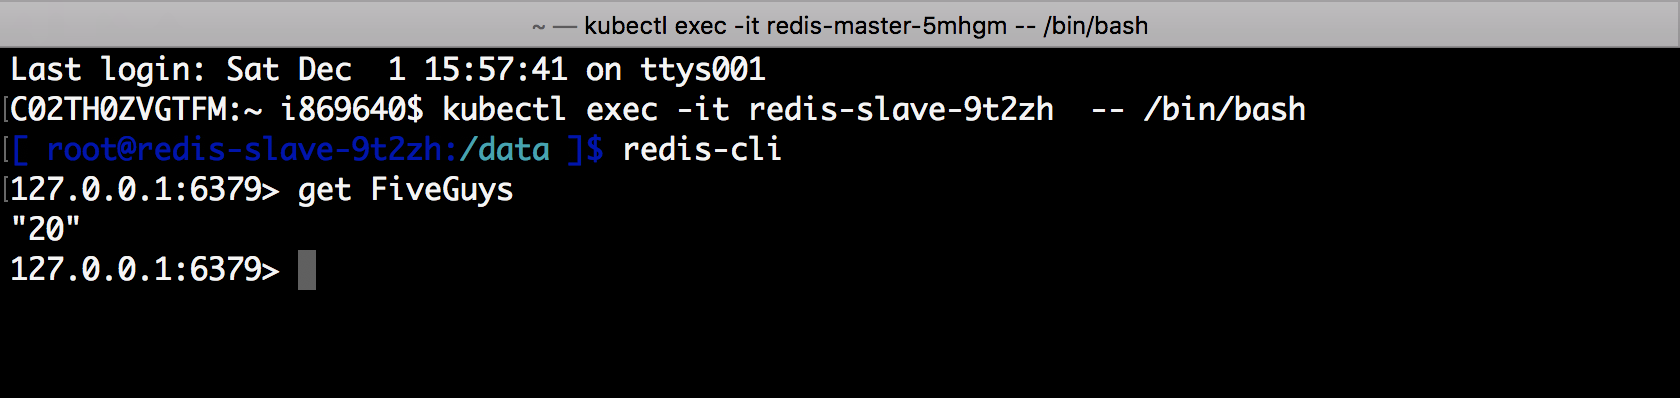 ~ — kubectl exec -it redis-master-5mhgm -- /bin/bash
Last login: Sat Dec  1 15:57:41 on ttys001
[C02TH0ZVGTFM:~ i869640$ kubectl exec -it redis-slave-9t2zh  -- /bin/bash
[[ root@redis-slave-9t2zh:/data ]$ redis-cli
[127.0.0.1:6379> get FiveGuys
"20"
127.0.0.1:6379>